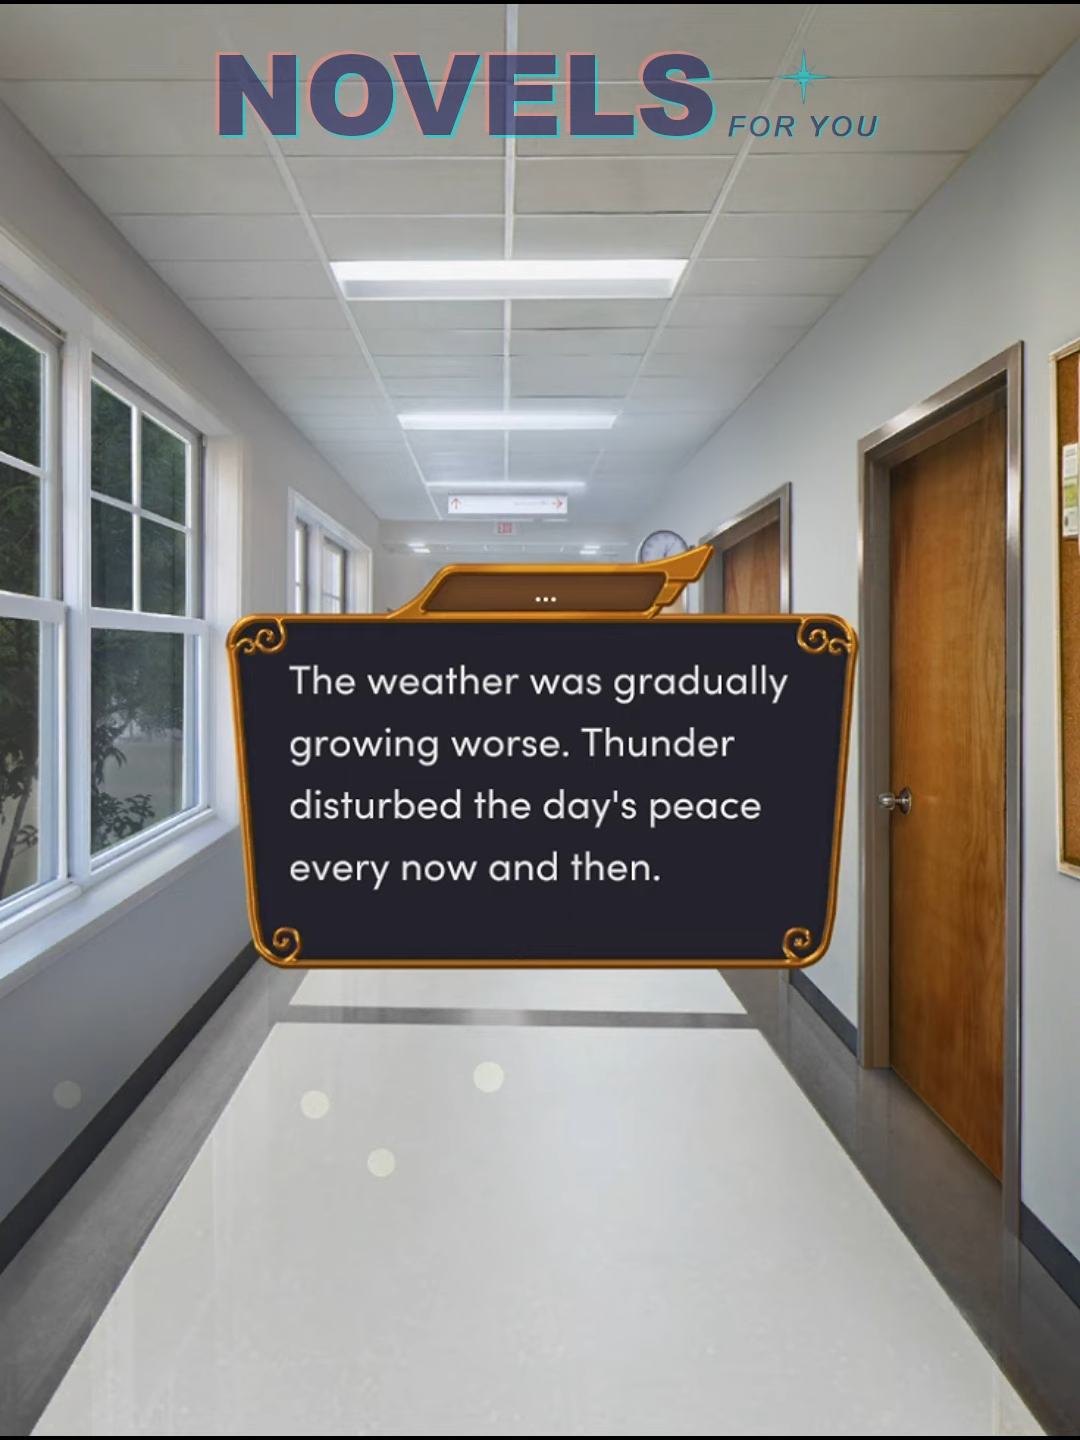 NOVELS
FOR YOU
...
The weather was gradually
growing worse. Thunder
disturbed the day's peace
every now and then.